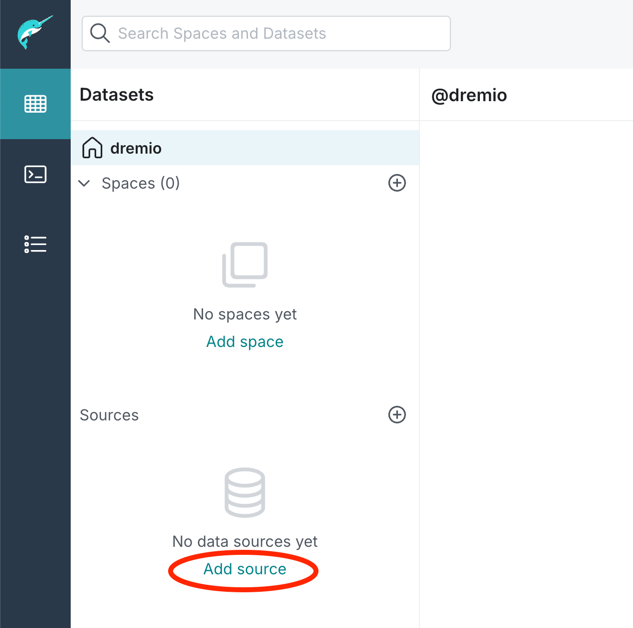 Search Spaces and Datasets
Datasets
@dremio
dremio
Spaces (0)
No spaces yet
Add space
Sources
No data sources yet
Add source